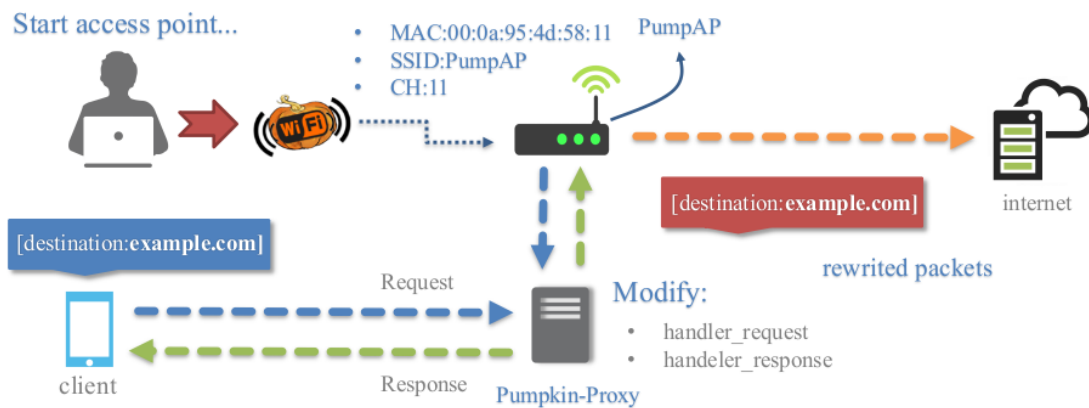 Start access point...
• MAC:00:0a:95:4d:58:11
• SSID:PumpAP
• CH:11
PumpAP
WiFi
[destination:example.com]
internet
[destination:example.com]
rewrited packets
Request
Modify:
• handler_request
• handeler_response
client
Response
Pumpkin-Proxy